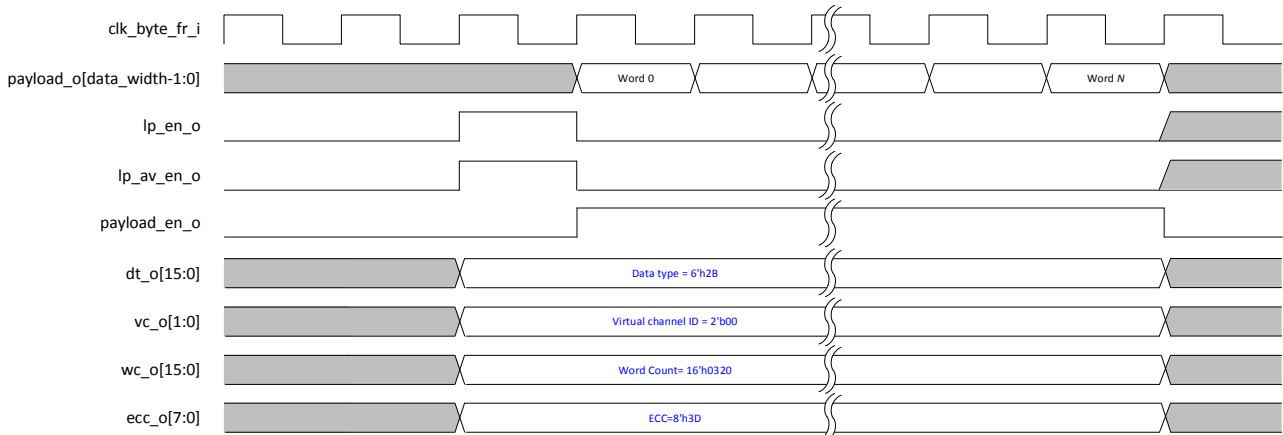 clk_byte_fr_i
payload_o[data_width-1:0]
Word 0
Word N
lp_en_o
lp_av_en_o
payload_en_o
dt_o[15:0]
Data type = 6'h2B
vc_o[1:0]
Virtual channel ID = 2'b00
wc_o[15:0]
Word Count= 16'h0320
ecc_o[7:0]
ECC=8'h3D